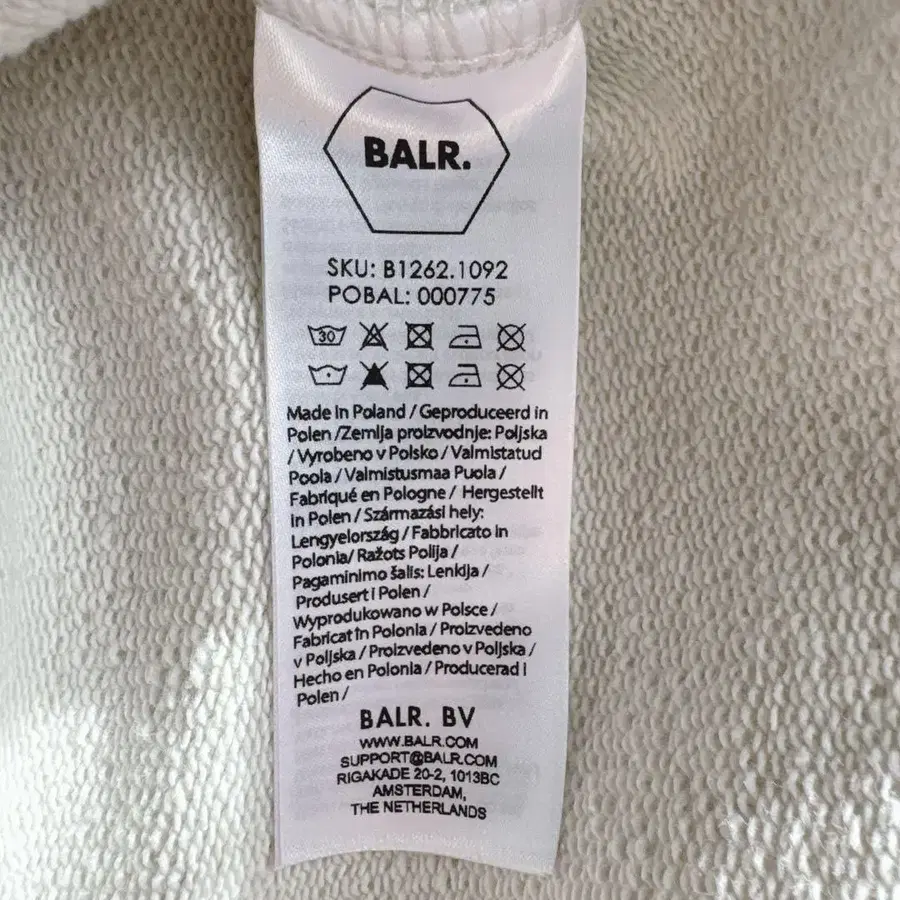 BALR.
SKU: B1262.1092
POBAL: 000775
30
Made in Poland / Geproduceerd in
Polen /Zemlja proizvodnje: Poljska
/ Vyrobeno v Polsko / Valmistatud
Poola / Valmistusmaa Puola /
Fabriqué en Pologne / Hergestellt
in Polen / Származási hely:
Lengyelország / Fabbricato in
Polonia/ Ražots Polija /
Pagaminimo šalis: Lenkija /
Produsert i Polen /
Wyprodukowano w Polsce /
Fabricat în Polonia / Proizvedeno
v Poljska / Proizvedeno v Poljska /
Hecho en Polonia / Producerad i
Polen /
BALR. BV
WWW.BALR.COM
SUPPORT@BALR.COM
RIGAKADE 20-2, 1013BC
AMSTERDAM,
THE NETHERLANDS